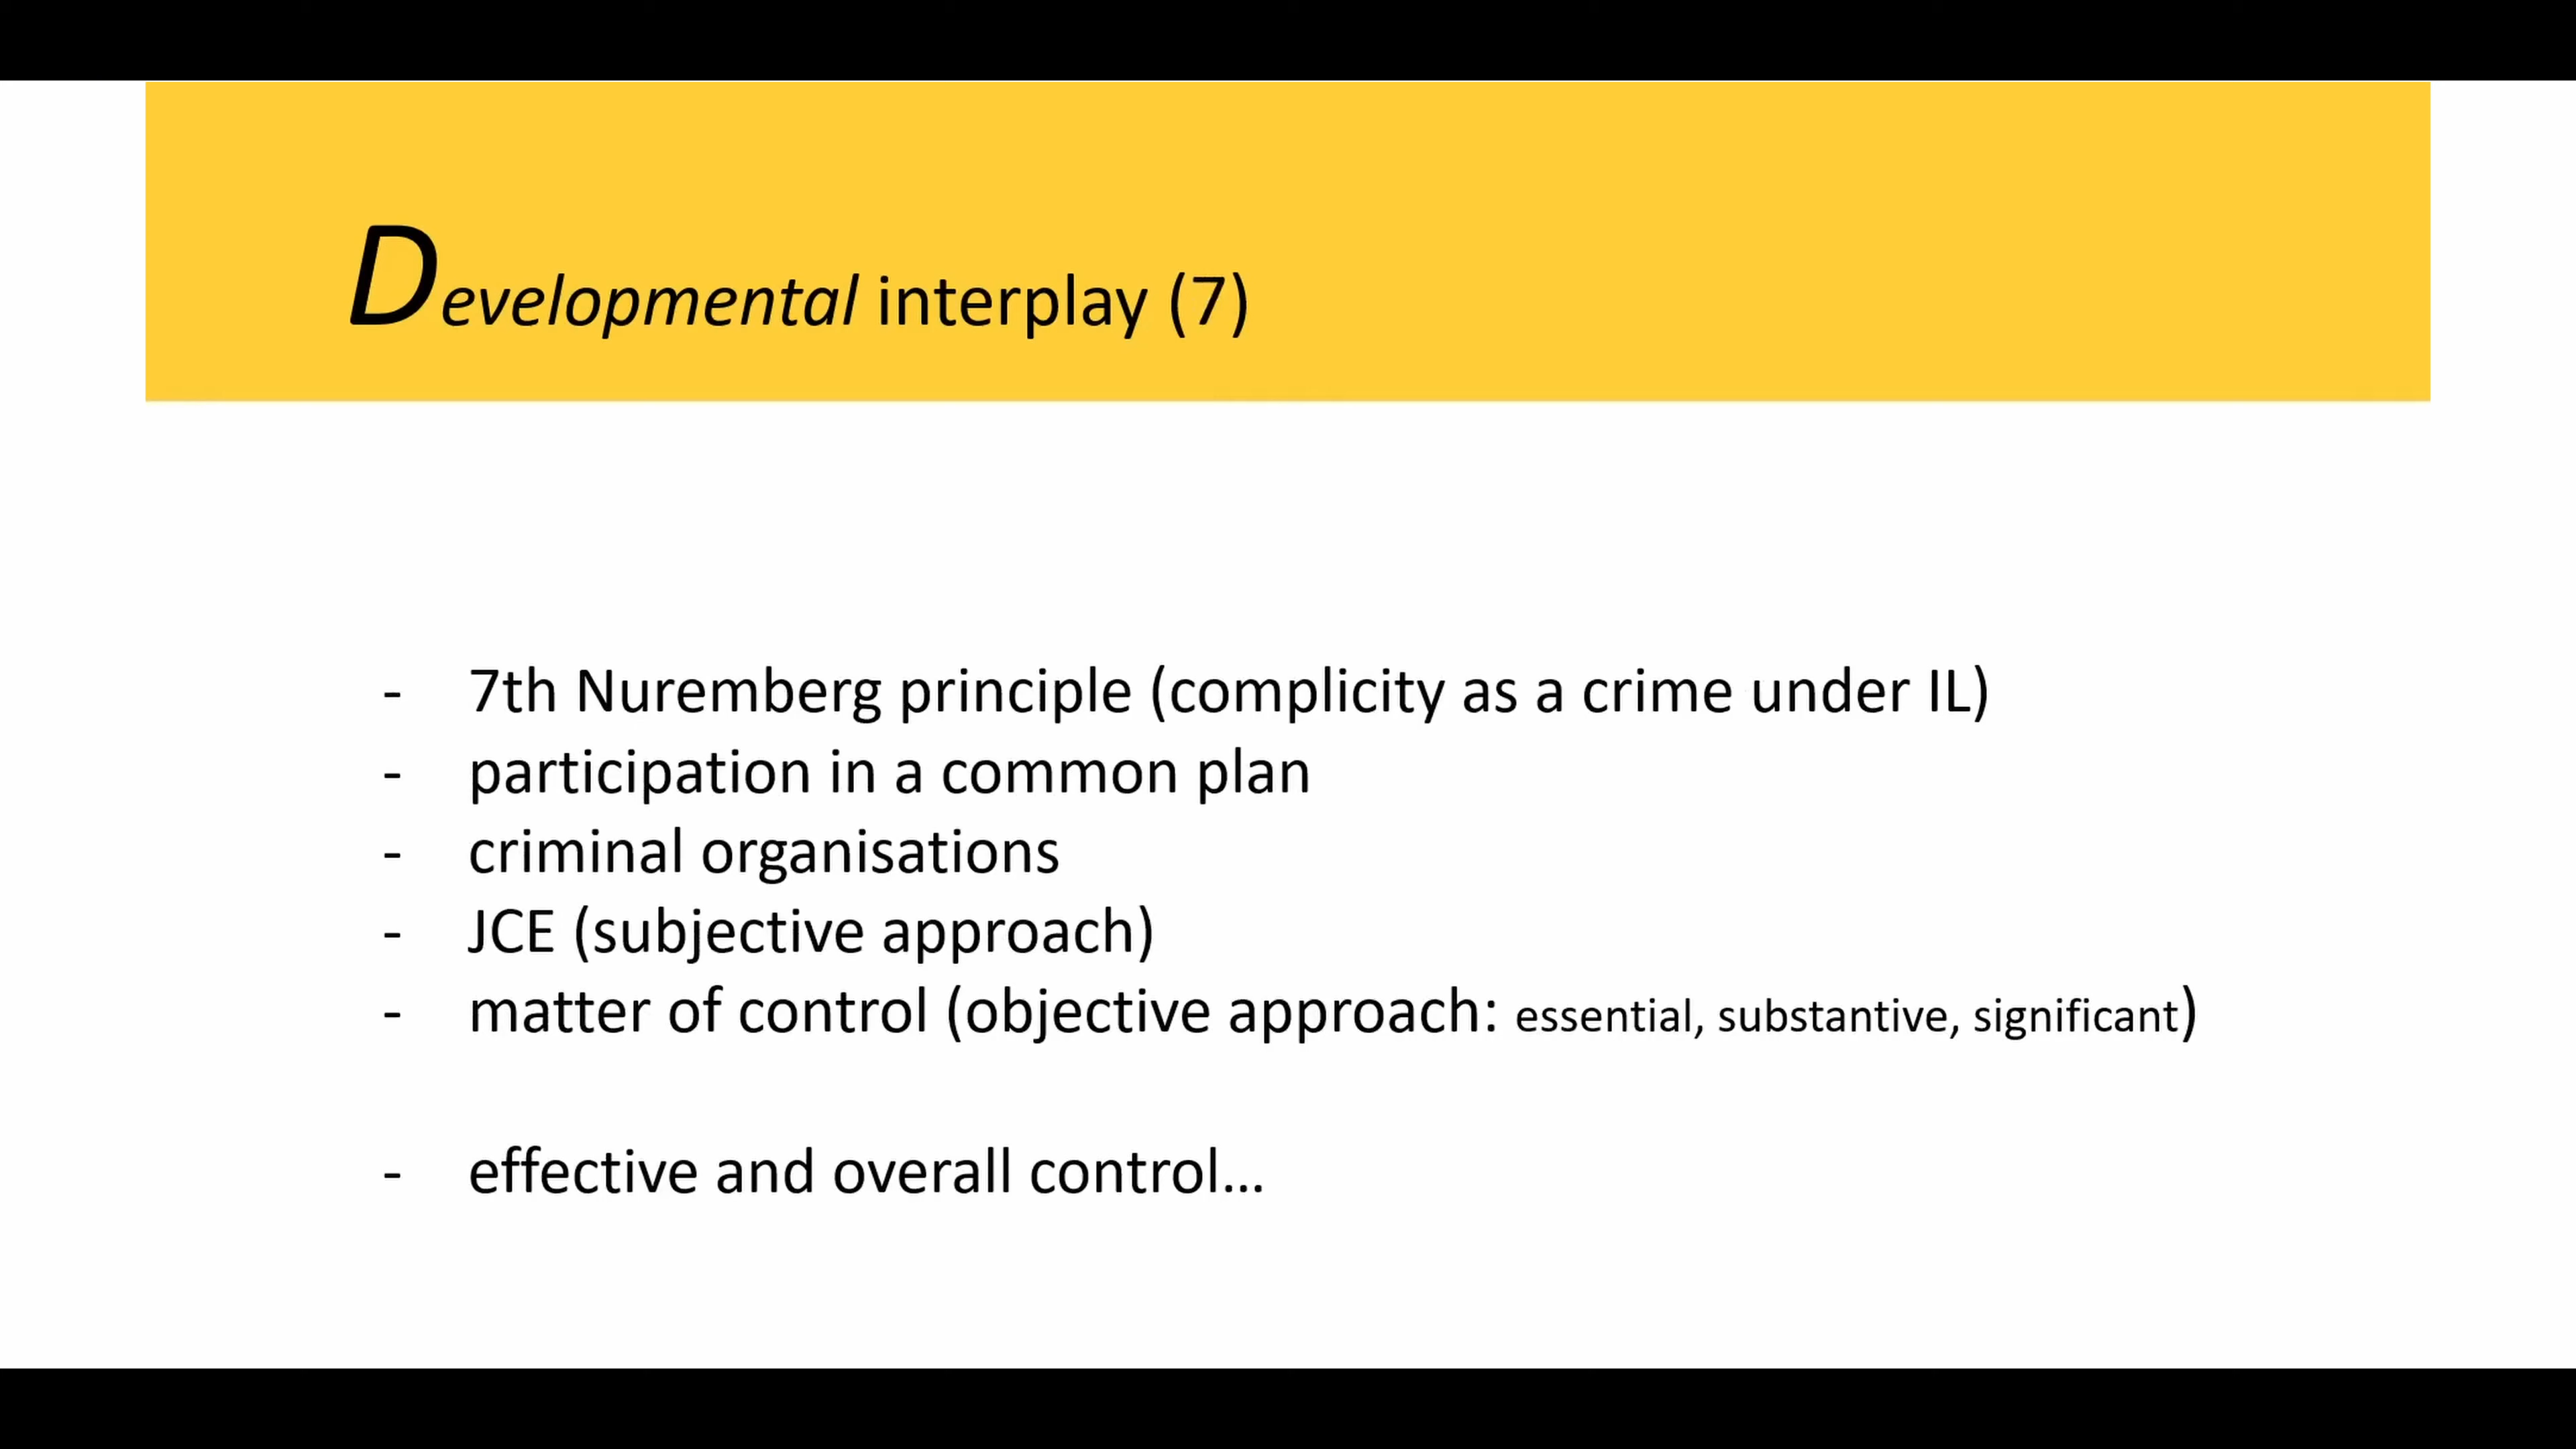 Developmental interplay (7)
- 7th Nuremberg principle (complicity as a crime under IL)
- participation in a common plan
- criminal organisations
- JCE (subjective approach)
- matter of control (objective approach: essential, substantive, significant)
- effective and overall control...